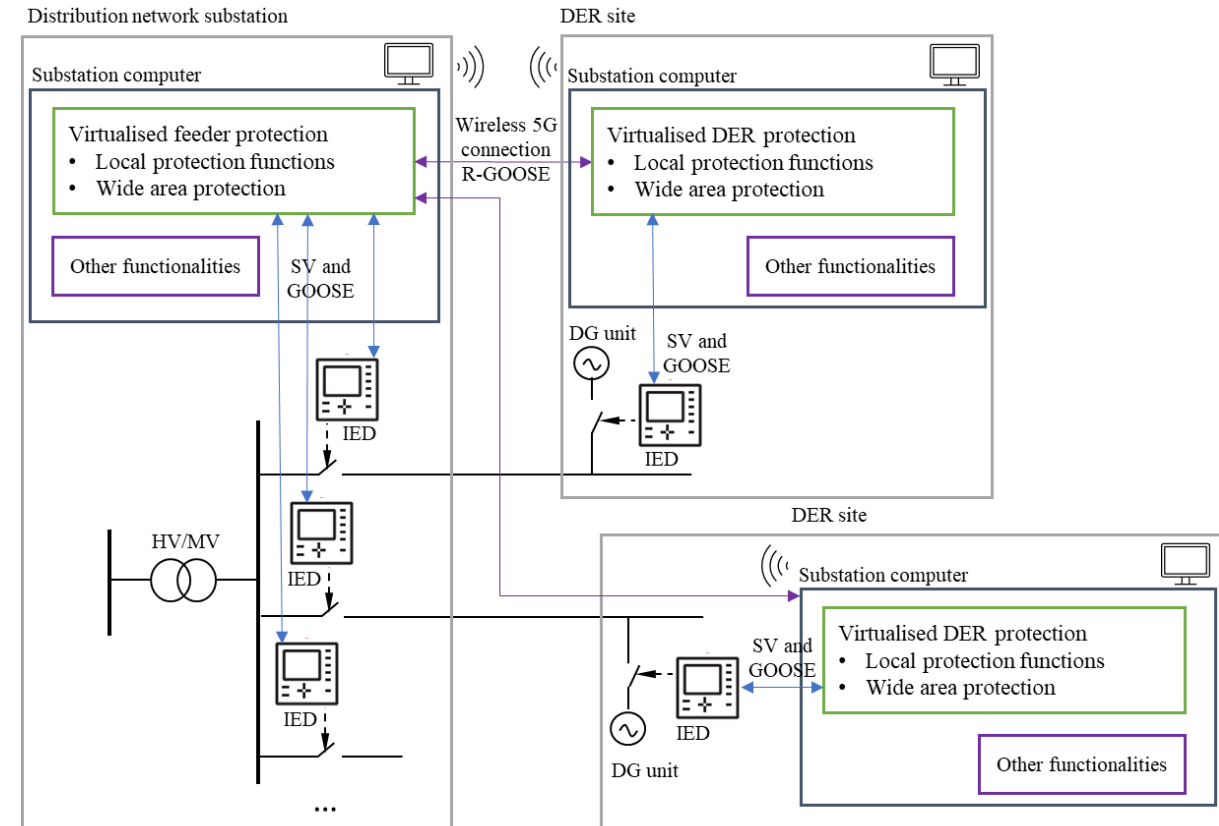 Distribution network substation
Substation computer
Virtualised feeder protection
• Local protection functions
• Wide area protection
Other functionalities
SV and
GOOSE
IED
IED
IED
HV/MV
...
Wireless 5G
connection
R-GOOSE
DER site
Substation computer
Virtualised DER protection
• Local protection functions
• Wide area protection
Other functionalities
DG unit
SV and
GOOSE
IED
DER site
Substation computer
Virtualised DER protection
• Local protection functions
• Wide area protection
Other functionalities
SV and
GOOSE
IED
DG unit